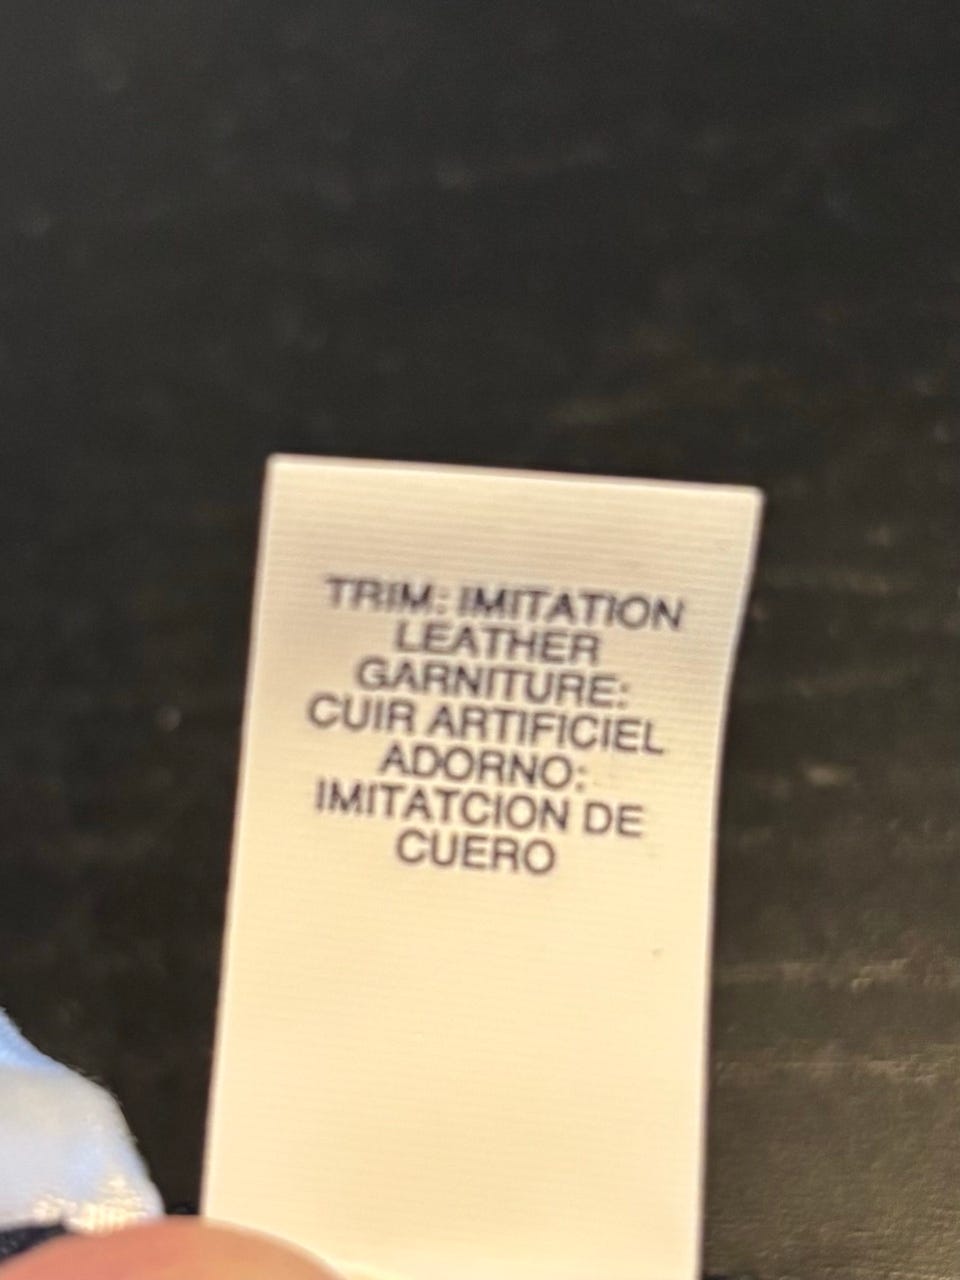 TRIM: IMITATION
LEATHER
GARNITURE:
CUIR ARTIFICIEL
ADORNO:
IMITATCION DE
CUERO